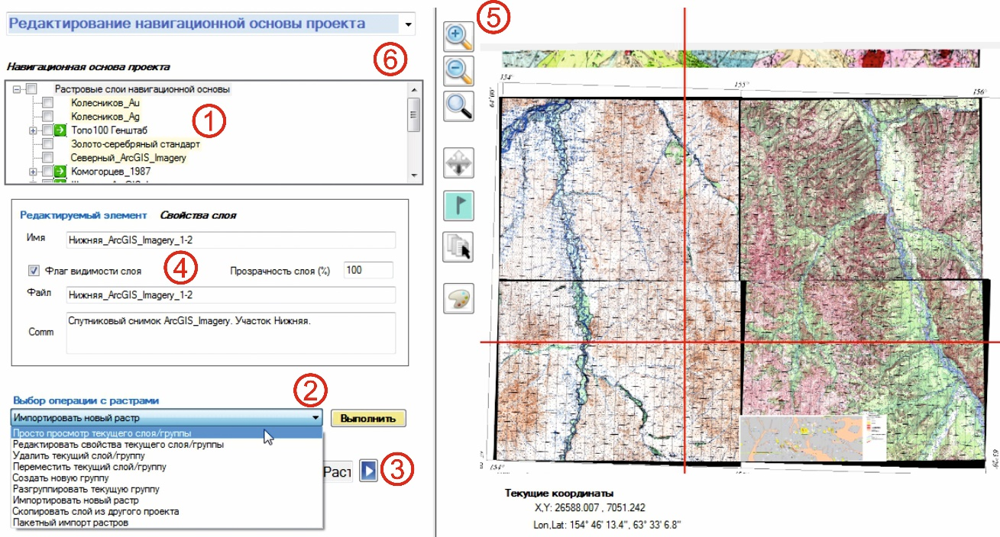 Редактирование навигационной основы проекта
5
6
Навигационная основа проекта
Растровые слои навигационной основы
Колесников_Au
Колесников_Ag
1
Топо100 Генштаб
Золото-серебряный стандарт
Северный_ArcGIS_Imagery
Комогорцев_1987
Редактируемый элемент Свойства слоя
Имя Нижняя_ArcGIS_Imagery_1-2
4
Флаг видимости слоя Прозрачность слоя (%) 100
Файл Нижняя_ArcGIS_Imagery_1-2
Comm Спутниковый снимок ArcGIS_Imagery. Участок Нижняя.
2
Выбор операции с растрами
Импортировать новый растр Выполнить
Просто просмотр текущего слоя/группы
Редактировать свойства текущего слоя/группы
Удалить текущий слой/группу
Переместить текущий слой/группу
Создать новую группу
Разгруппировать текущую группу
Импортировать новый растр
Скопировать слой из другого проекта
Пакетный импорт растров
Раст
3
154°
155°
156°
64°00'
154°
Текущие координаты
X,Y: 26588.007 , 7051.242
Lon,Lat: 154° 46' 13.4", 63° 33' 6.8"